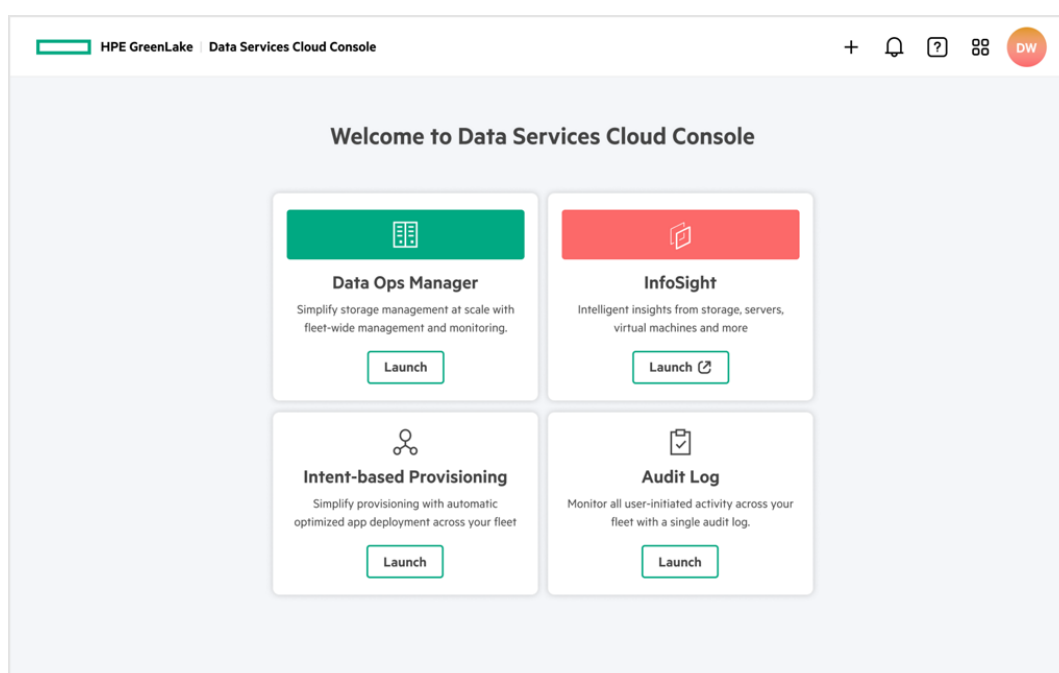 HPE GreenLake | Data Services Cloud Console
DW
Welcome to Data Services Cloud Console
Data Ops Manager
Simplify storage management at scale with
fleet-wide management and monitoring.
Launch
InfoSight
Intelligent insights from storage, servers,
virtual machines and more
Launch
Intent-based Provisioning
Simplify provisioning with automatic
optimized app deployment across your fleet
Launch
Audit Log
Monitor all user-initiated activity across your
fleet with a single audit log.
Launch